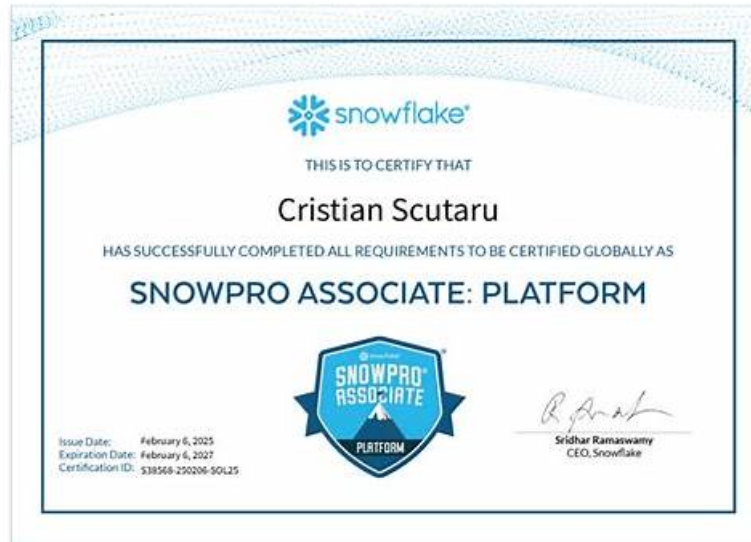 snowflake®
THIS IS TO CERTIFY THAT
Cristian Scutaru
HAS SUCCESSFULLY COMPLETED ALL REQUIREMENTS TO BE CERTIFIED GLOBALLY AS
SNOWPRO ASSOCIATE: PLATFORM
snowflake®
SNOWPRO®
ASSOCIATE
PLATFORM
Issue Date: February 6, 2025
Expiration Date: February 6, 2027
Certification ID: 538568-250206-SOL25
Sridhar Ramaswamy
CEO, Snowflake